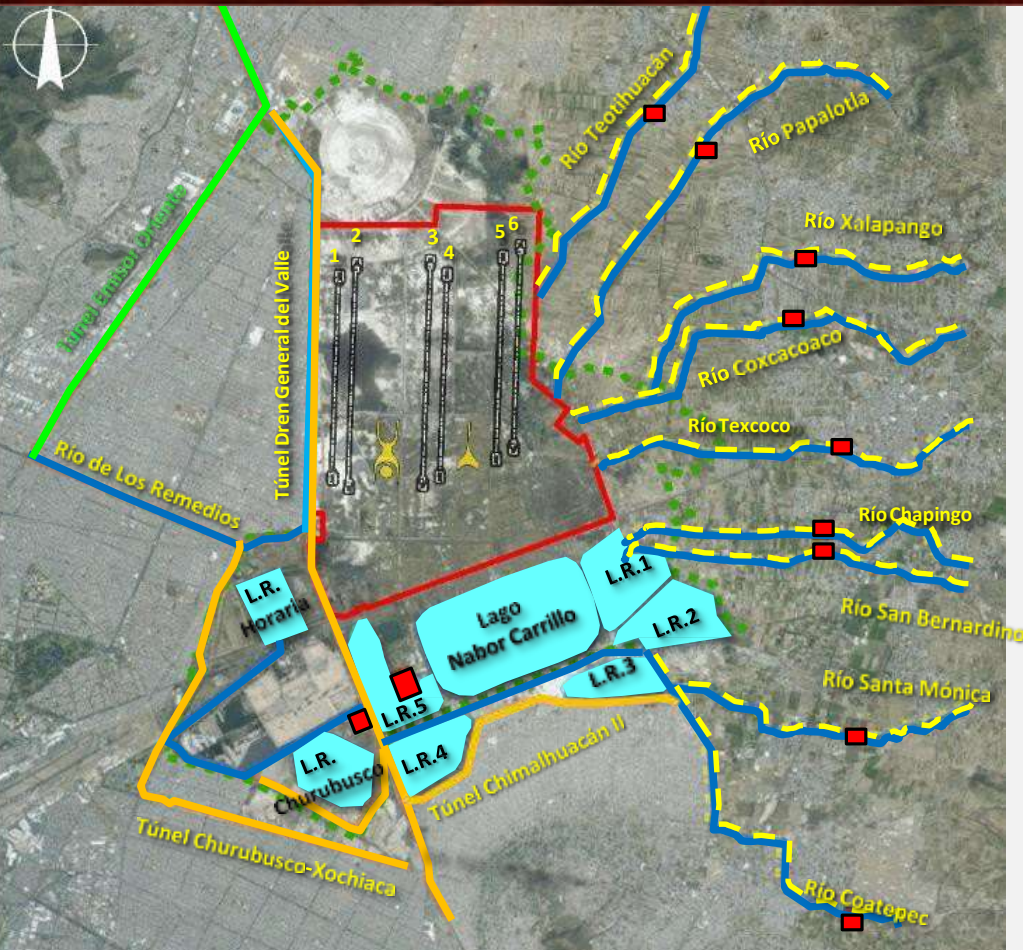 Río Teotihuacán
Río Papalotla
Río Xalapango
Túnel Emisor Oriente
1
2
3
4
5
6
Túnel Dren General del Valle
Río Coxcacoaco
Río Texcoco
Río de Los Remedios
Río Chapingo
L.R.
Horaria
L.R.1
Lago
Nabor Carrillo
L.R.2
Río San Bernardino
L.R.3
Río Santa Mónica
L.R.5
L.R.4
L.R.
Churubusco
Túnel Chimalhuacán II
Túnel Churubusco-Xochiaca
Río Coatepec